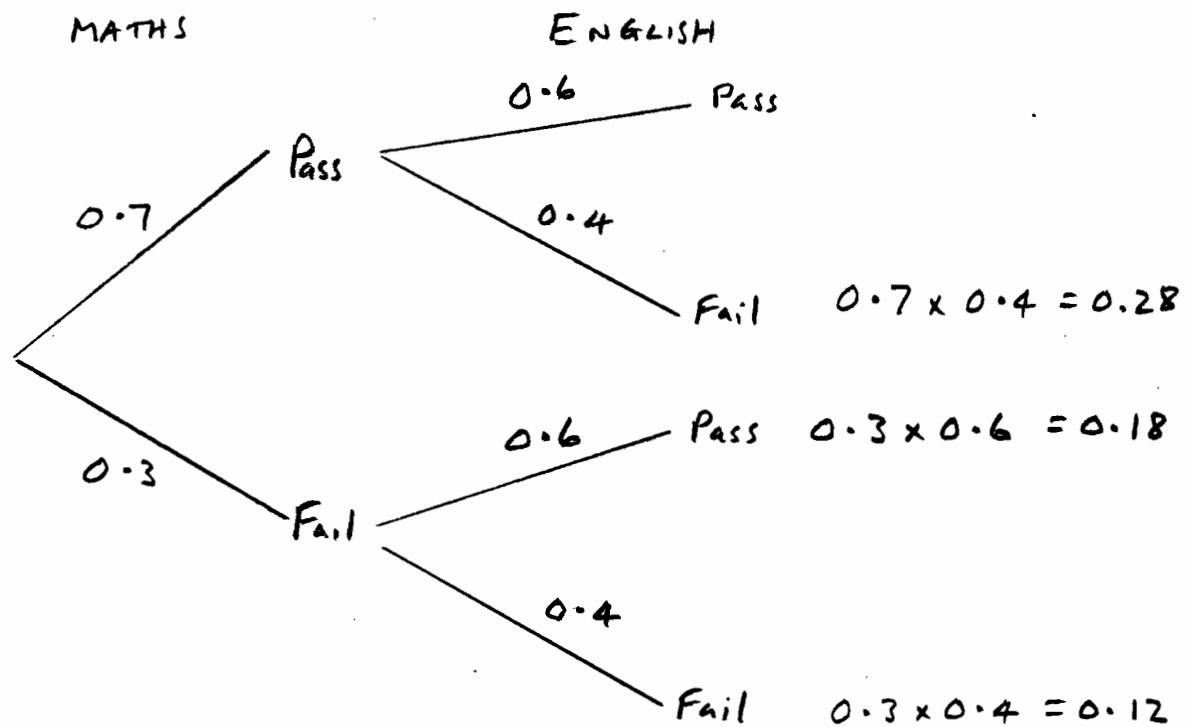 MATHS ENGLISH
0.6 Pass
Pass
0.7 0.4
Fail 0.7 x 0.4 = 0.28
0.6 Pass 0.3 x 0.6 = 0.18
0.3
Fail
0.4
Fail 0.3 x 0.4 = 0.12